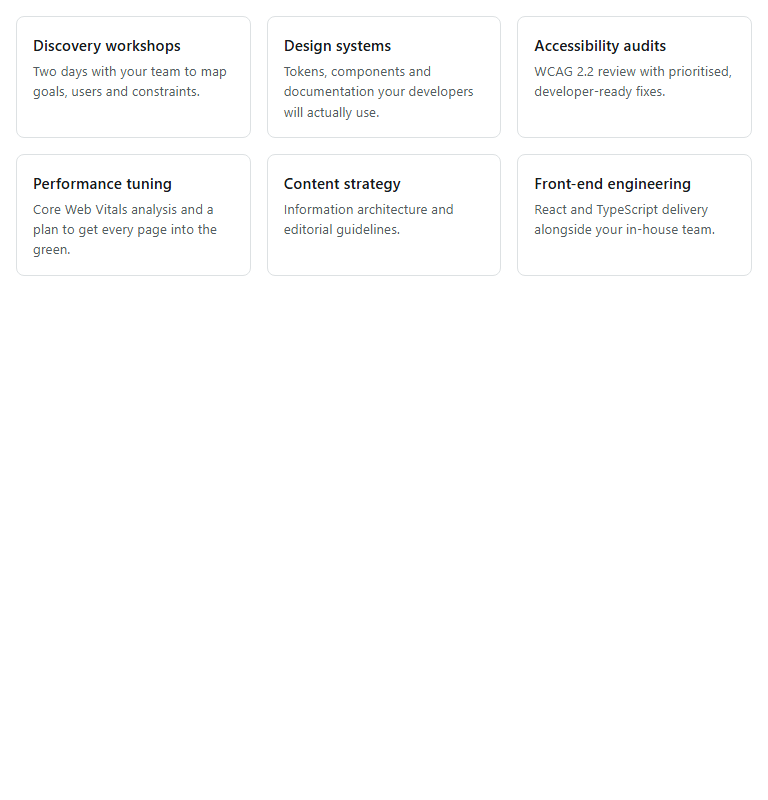 Discovery workshops
Two days with your team to map
goals, users and constraints.
Design systems
Tokens, components and
documentation your developers
will actually use.
Accessibility audits
WCAG 2.2 review with prioritised,
developer-ready fixes.
Performance tuning
Core Web Vitals analysis and a
plan to get every page into the
green.
Content strategy
Information architecture and
editorial guidelines.
Front-end engineering
React and TypeScript delivery
alongside your in-house team.